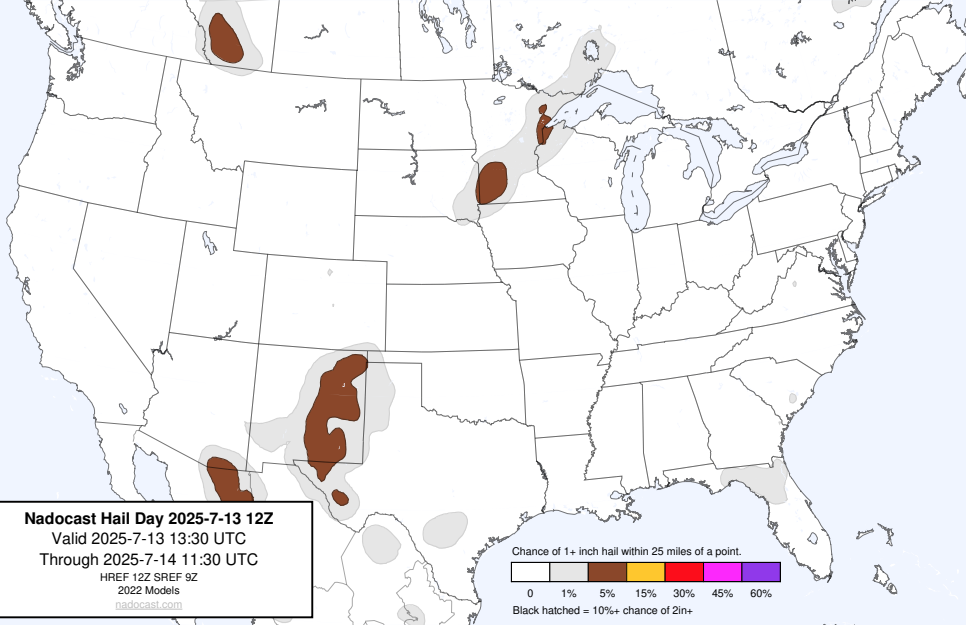 Nadocast Hail Day 2025-7-13 12Z
Valid 2025-7-13 13:30 UTC
Through 2025-7-14 11:30 UTC
HREF 12Z SREF 9Z
2022 Models
nadocast.com
Chance of 1+ inch hail within 25 miles of a point.
0 1% 5% 15% 30% 45% 60%
Black hatched = 10%+ chance of 2in+